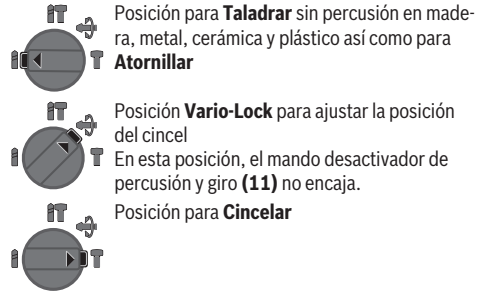 Posición para Taladrar sin percusión en made-
ra, metal, cerámica y plástico así como para
Atornillar
Posición Vario-Lock para ajustar la posición
del cincel
En esta posición, el mando desactivador de
percusión y giro (11) no encaja.
Posición para Cincelar